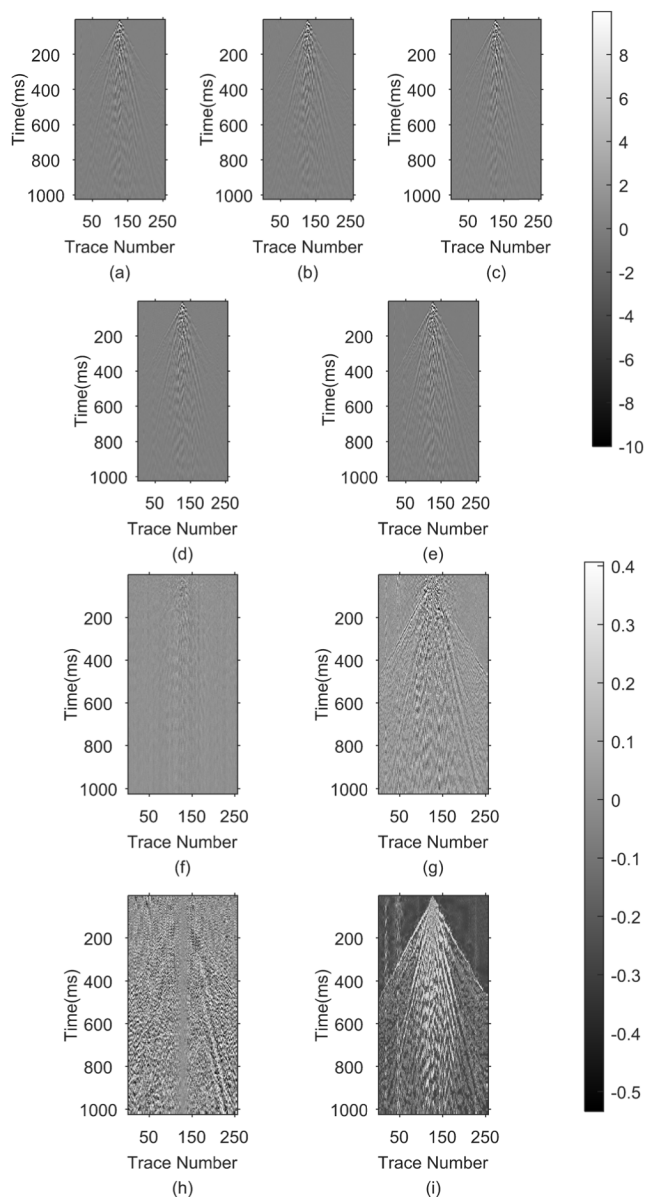 200
400
600
800
1000
Time(ms)
50 150 250
Trace Number
(a)
200
400
600
800
1000
Time(ms)
50 150 250
Trace Number
(b)
200
400
600
800
1000
Time(ms)
50 150 250
Trace Number
(c)
8
6
4
2
0
-2
-4
-6
-8
-10
200
400
600
800
1000
Time(ms)
50 150 250
Trace Number
(d)
200
400
600
800
1000
Time(ms)
50 150 250
Trace Number
(e)
200
400
600
800
1000
Time(ms)
50 150 250
Trace Number
(f)
200
400
600
800
1000
Time(ms)
50 150 250
Trace Number
(g)
0.4
0.3
0.2
0.1
0
-0.1
-0.2
-0.3
-0.4
-0.5
200
400
600
800
1000
Time(ms)
50 150 250
Trace Number
(h)
200
400
600
800
1000
Time(ms)
50 150 250
Trace Number
(i)